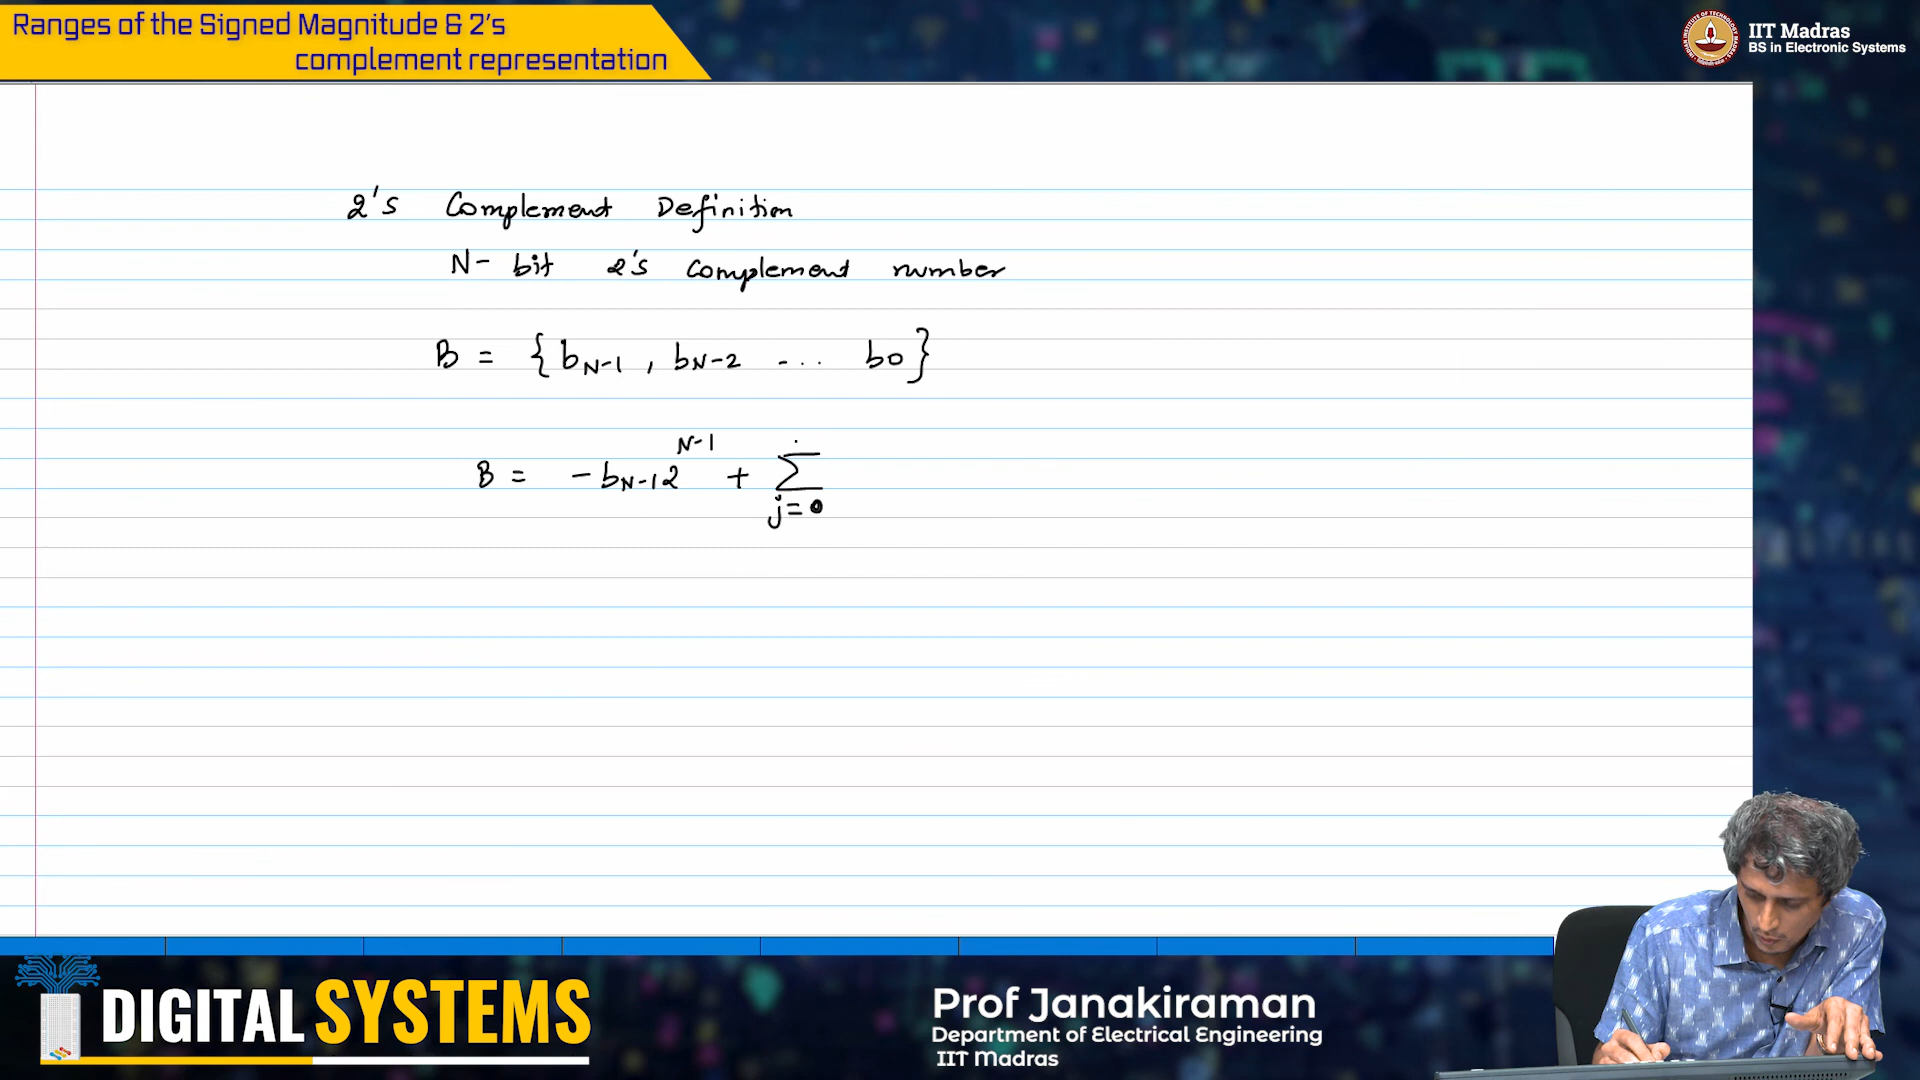 Ranges of the Signed Magnitude & 2's
complement representation
IIT Madras
BS in Electronic Systems
2's Complement Definition
N- bit 2's complement number
B = {bN-1 , bN-2 ... b0}
B = -bN-1 2^N-1 + Σ j=0
DIGITAL SYSTEMS
Prof Janakiraman
Department of Electrical Engineering
IIT Madras